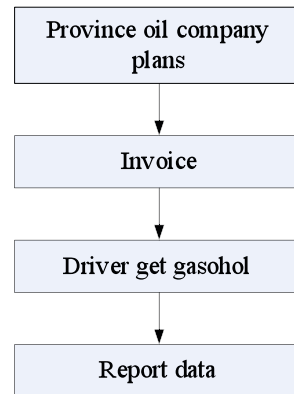 Province oil company
plans
Invoice
Driver get gasohol
Report data